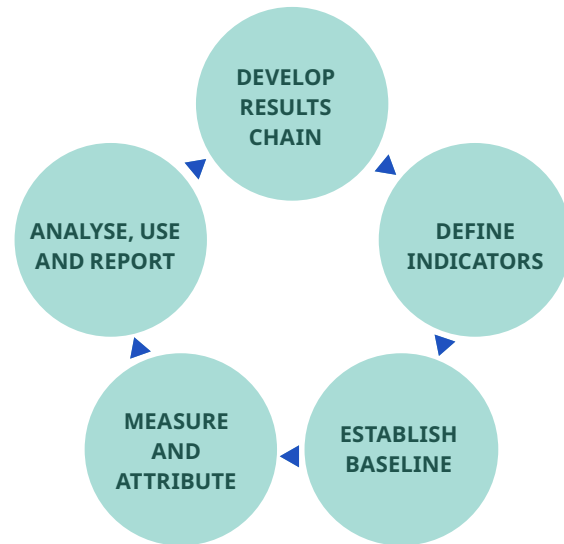 DEVELOP
RESULTS
CHAIN
DEFINE
INDICATORS
ESTABLISH
BASELINE
MEASURE
AND
ATTRIBUTE
ANALYSE, USE
AND REPORT